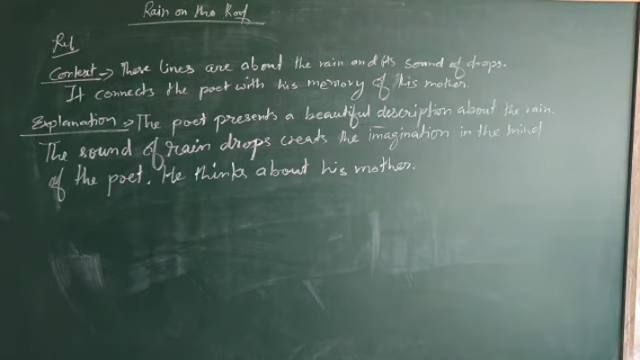 Rain on the Roof
Ref
Context → These lines are about the rain and its sound of drops.
It connects the poet with his memory of his mother.
Explanation → The poet presents a beautiful description about the rain.
The sound of rain drops creats the imagination in the mind
of the poet. He thinks about his mother.